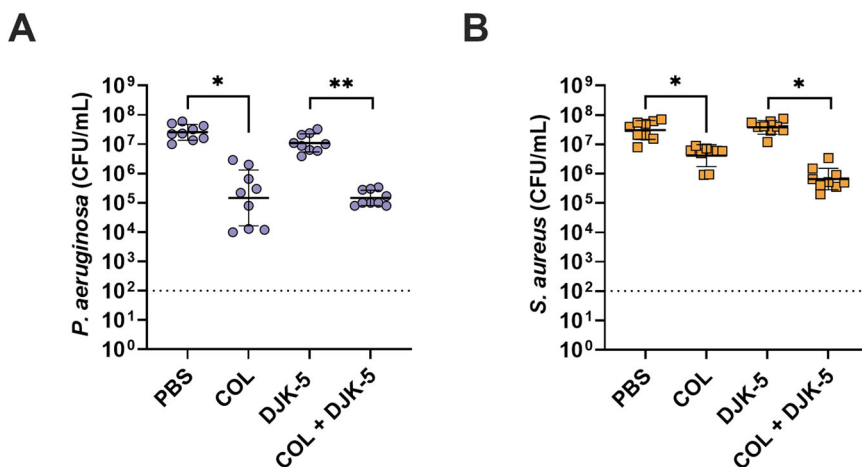 A
P. aeruginosa (CFU/mL)
10⁹
10⁸
10⁷
10⁶
10⁵
10⁴
10³
10²
10¹
10⁰
*
**
PBS
COL
DJK-5
COL + DJK-5
B
S. aureus (CFU/mL)
10⁹
10⁸
10⁷
10⁶
10⁵
10⁴
10³
10²
10¹
10⁰
*
*
PBS
COL
DJK-5
COL + DJK-5